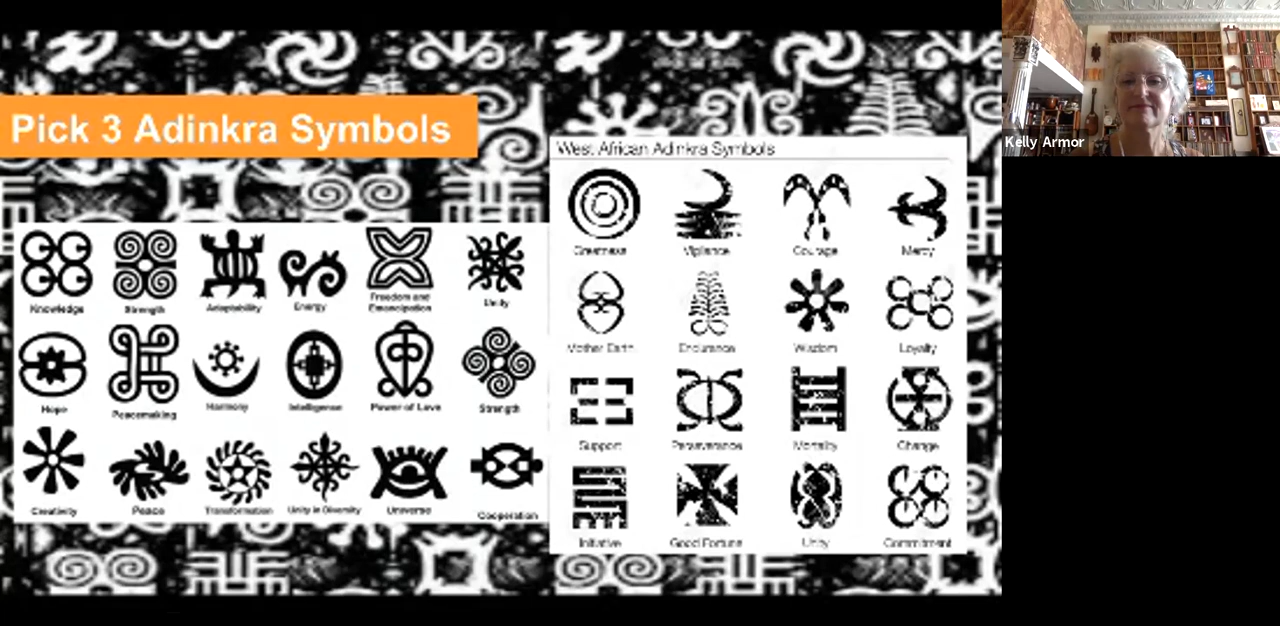 Pick 3 Adinkra Symbols
Knowledge Strength Adaptability Energy Freedom and Emancipation Unity
Hope Peacemaking Harmony Intelligence Power of Love Strength
Creativity Peace Transformation Unity in Diversity Universe Cooperation
West African Adinkra Symbols
Greatness Vigilance Courage Mercy
Mother Earth Endurance Wisdom Loyalty
Support Perseverance Mortality Change
Initiative Good Fortune Unity Commitment
Kelly Armor